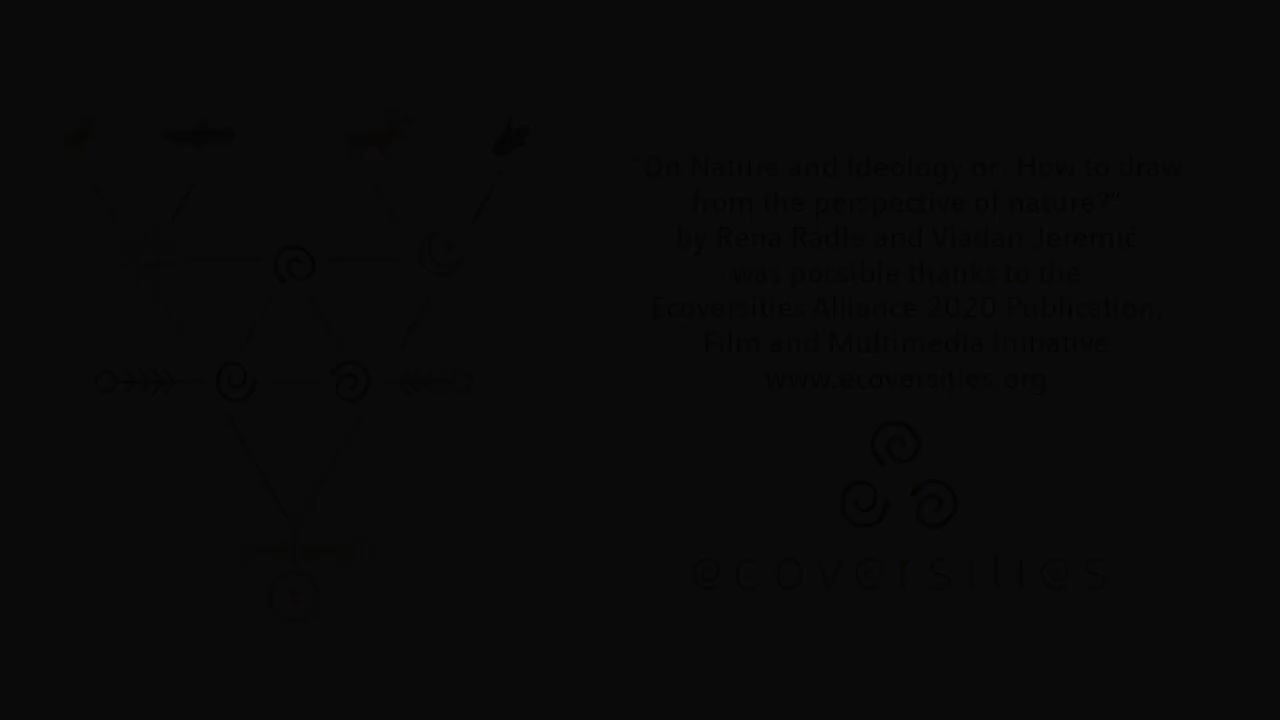 "On Nature and Ideology or: How to draw
from the perspective of nature?"
by Rena Rädle and Vladan Jeremić
was possible thanks to the
Ecoversities Alliance 2020 Publication,
Film and Multimedia Initiative
www.ecoversities.org
ecoversities